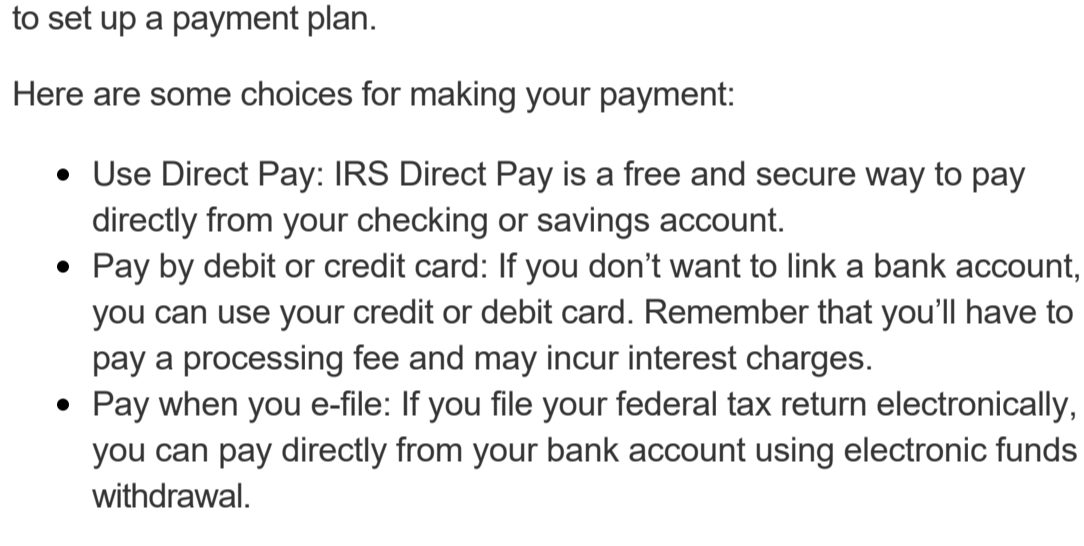 to set up a payment plan.
Here are some choices for making your payment:
• Use Direct Pay: IRS Direct Pay is a free and secure way to pay
directly from your checking or savings account.
• Pay by debit or credit card: If you don’t want to link a bank account,
you can use your credit or debit card. Remember that you’ll have to
pay a processing fee and may incur interest charges.
• Pay when you e-file: If you file your federal tax return electronically,
you can pay directly from your bank account using electronic funds
withdrawal.